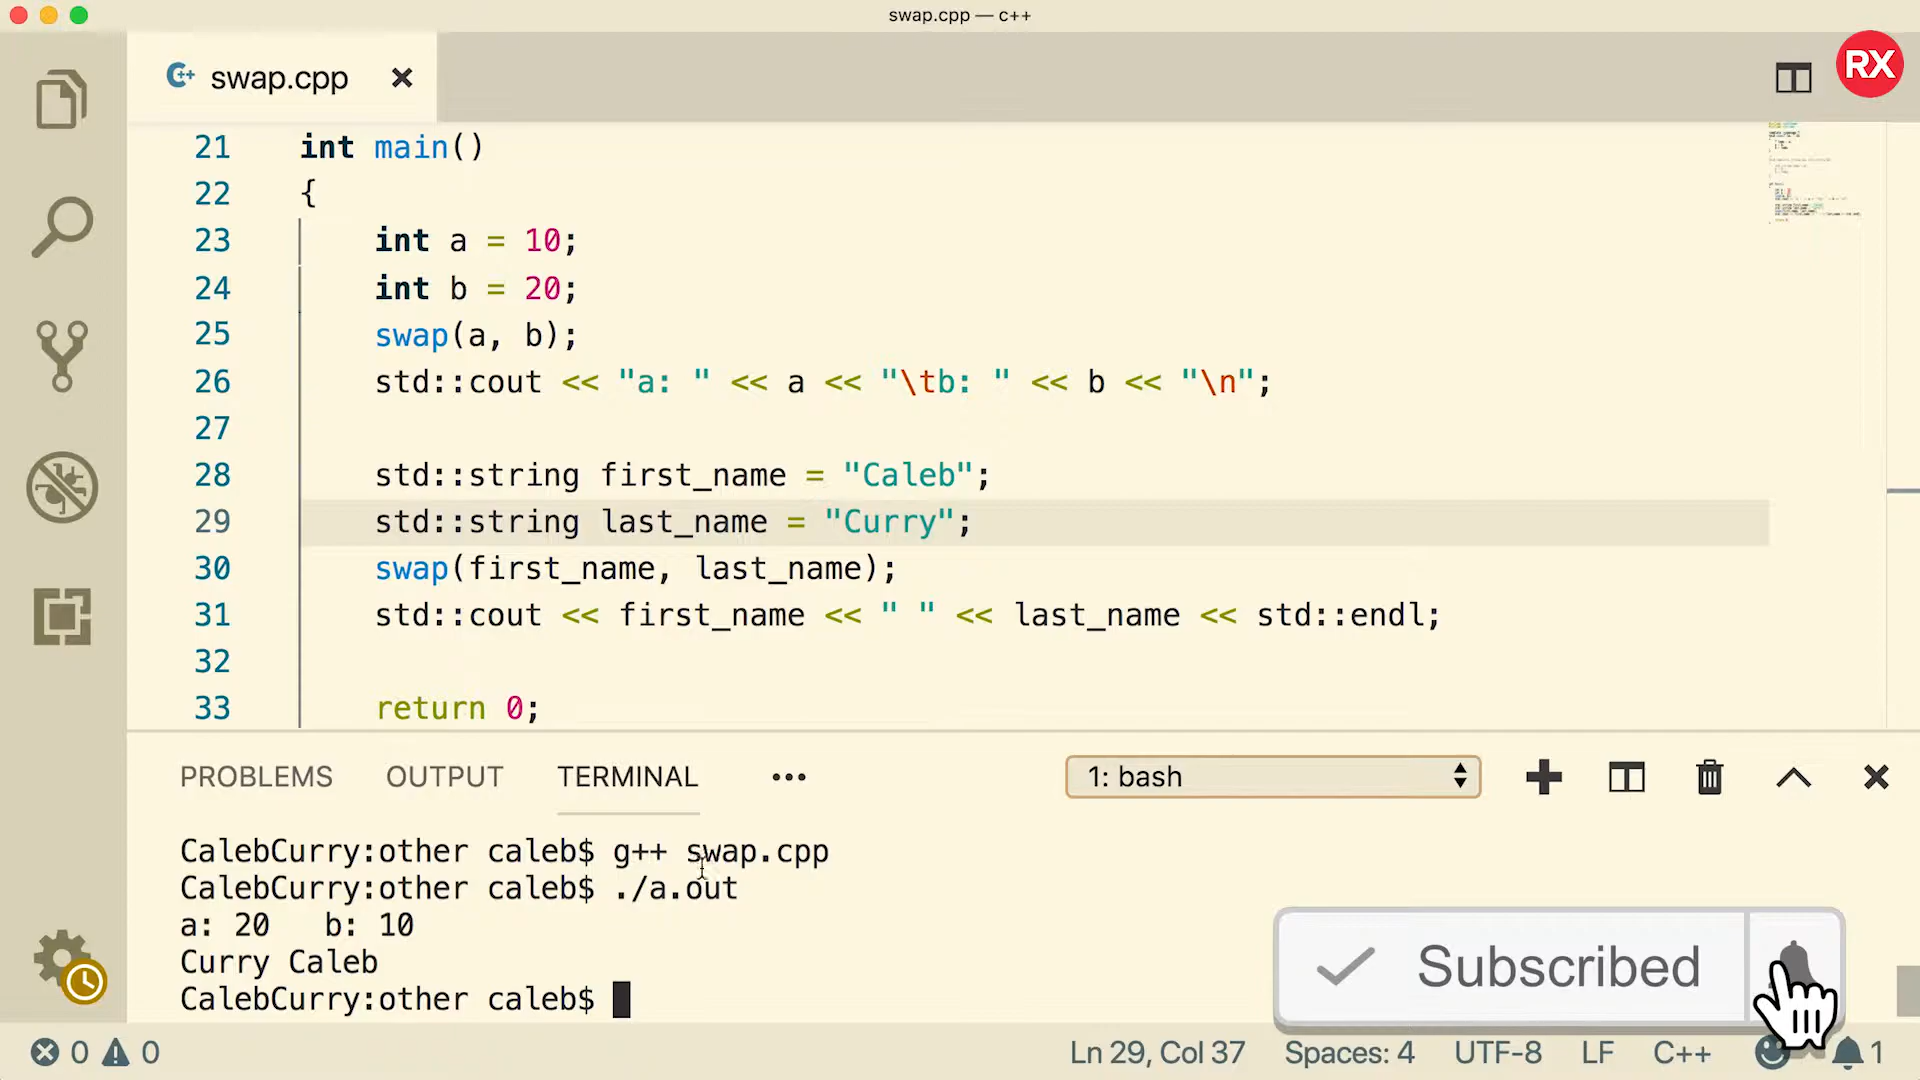 swap.cpp — c++
swap.cpp
RX
21 int main()
22 {
23 int a = 10;
24 int b = 20;
25 swap(a, b);
26 std::cout << "a: " << a << "\tb: " << b << "\n";
27
28 std::string first_name = "Caleb";
29 std::string last_name = "Curry";
30 swap(first_name, last_name);
31 std::cout << first_name << " " << last_name << std::endl;
32
33 return 0;
PROBLEMS OUTPUT TERMINAL ••• 1: bash
CalebCurry:other caleb$ g++ swap.cpp
CalebCurry:other caleb$ ./a.out
a: 20 b: 10
Curry Caleb
CalebCurry:other caleb$
Subscribed
0 0 Ln 29, Col 37 Spaces: 4 UTF-8 LF C++ 1